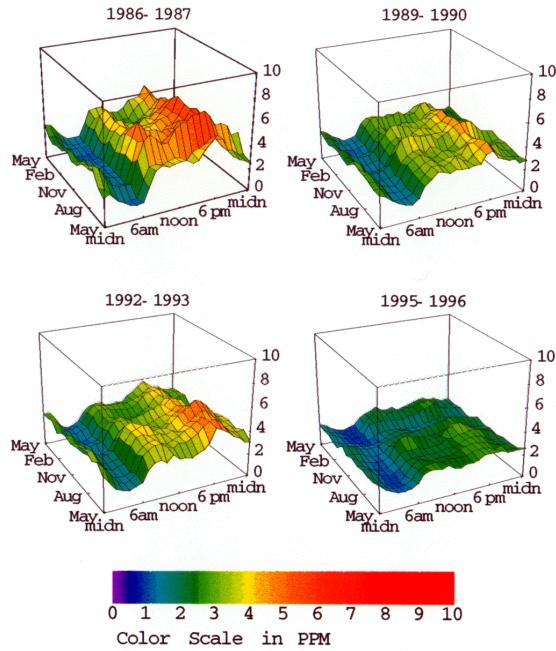 1986- 1987
10
8
6
4
2
0
May
Feb
Nov
Aug
May
midn
6am
noon
6 pm
midn
1989- 1990
10
8
6
4
2
0
May
Feb
Nov
Aug
May
midn
6am
noon
6 pm
midn
1992- 1993
10
8
6
4
2
0
May
Feb
Nov
Aug
May
midn
6am
noon
6 pm
midn
1995- 1996
10
8
6
4
2
0
May
Feb
Nov
Aug
May
midn
6am
noon
6 pm
midn
0 1 2 3 4 5 6 7 8 9 10
Color Scale in PPM